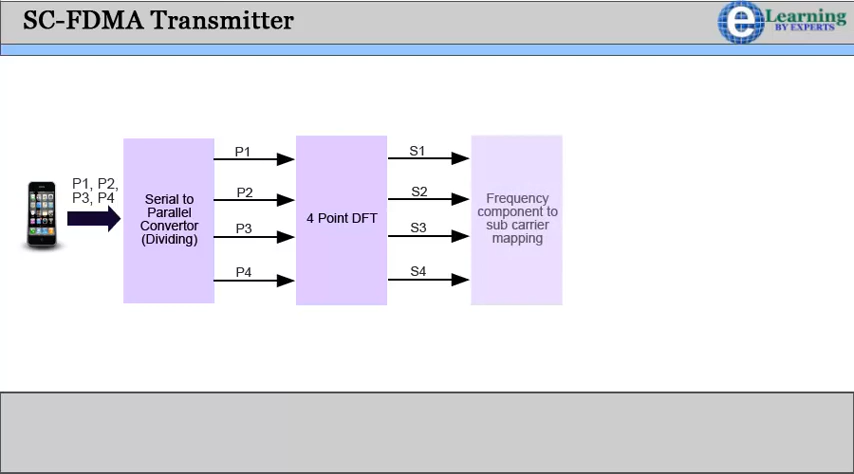 SC-FDMA Transmitter
e Learning
BY EXPERTS
P1, P2,
P3, P4
Serial to
Parallel
Convertor
(Dividing)
P1
P2
P3
P4
4 Point DFT
S1
S2
S3
S4
Frequency
component to
sub carrier
mapping